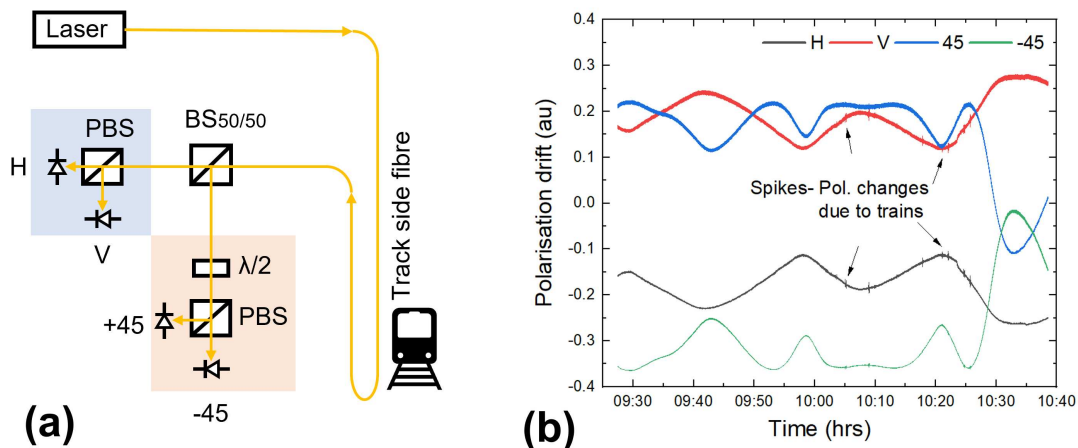 Laser
PBS
BS50/50
H
V
λ/2
PBS
+45
-45
Track side fibre
(a)
H V 45 -45
0.4
0.3
0.2
0.1
0.0
-0.1
-0.2
-0.3
-0.4
Polarisation drift (au)
Spikes- Pol. changes
due to trains
09:30 09:40 09:50 10:00 10:10 10:20 10:30 10:40
Time (hrs)
(b)